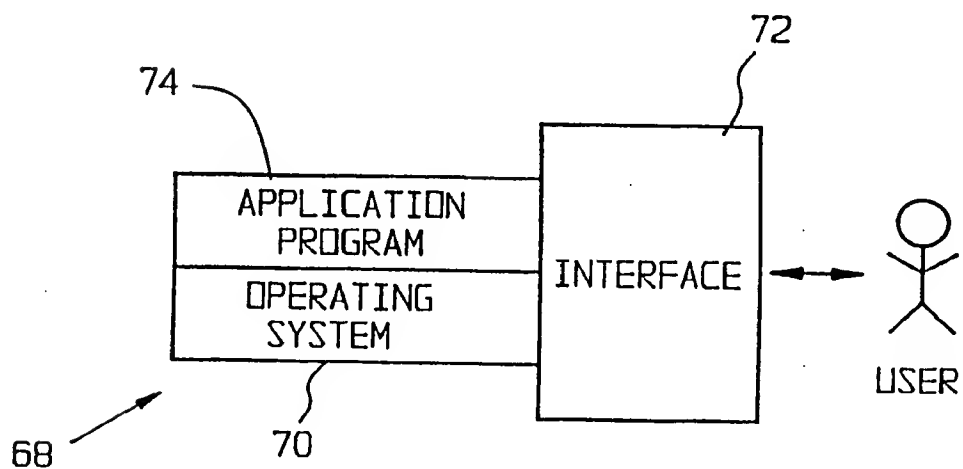 72
74
APPLICATION
PROGRAM
INTERFACE
OPERATING
SYSTEM
USER
70
68